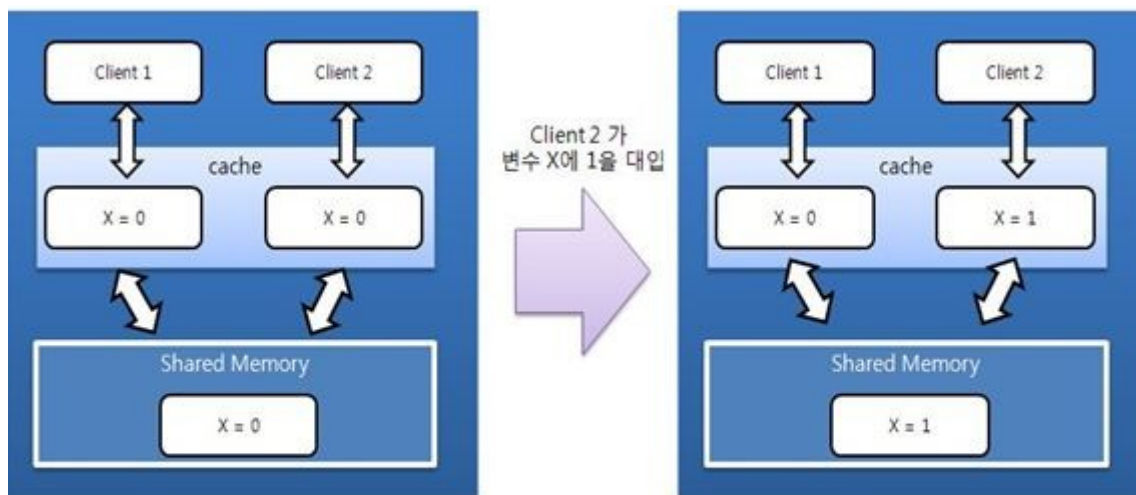 Client 1
Client 2
cache
X = 0
X = 0
Shared Memory
X = 0
Client 2 가
변수 X에 1을 대입
Client 1
Client 2
cache
X = 0
X = 1
Shared Memory
X = 1